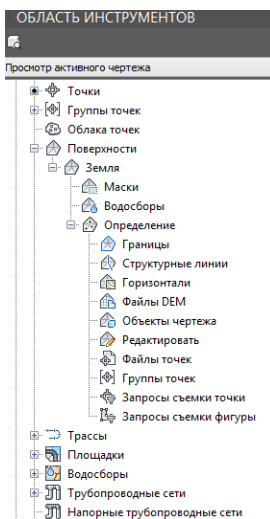 ОБЛАСТЬ ИНСТРУМЕНТОВ
Просмотр активного чертежа
Точки
Группы точек
Облака точек
Поверхности
Земля
Маски
Водосборы
Определение
Границы
Структурные линии
Горизонтали
Файлы DEM
Объекты чертежа
Редактировать
Файлы точек
Группы точек
Запросы съемки точки
Запросы съемки фигуры
Трассы
Площадки
Водосборы
Трубопроводные сети
Напорные трубопроводные сети